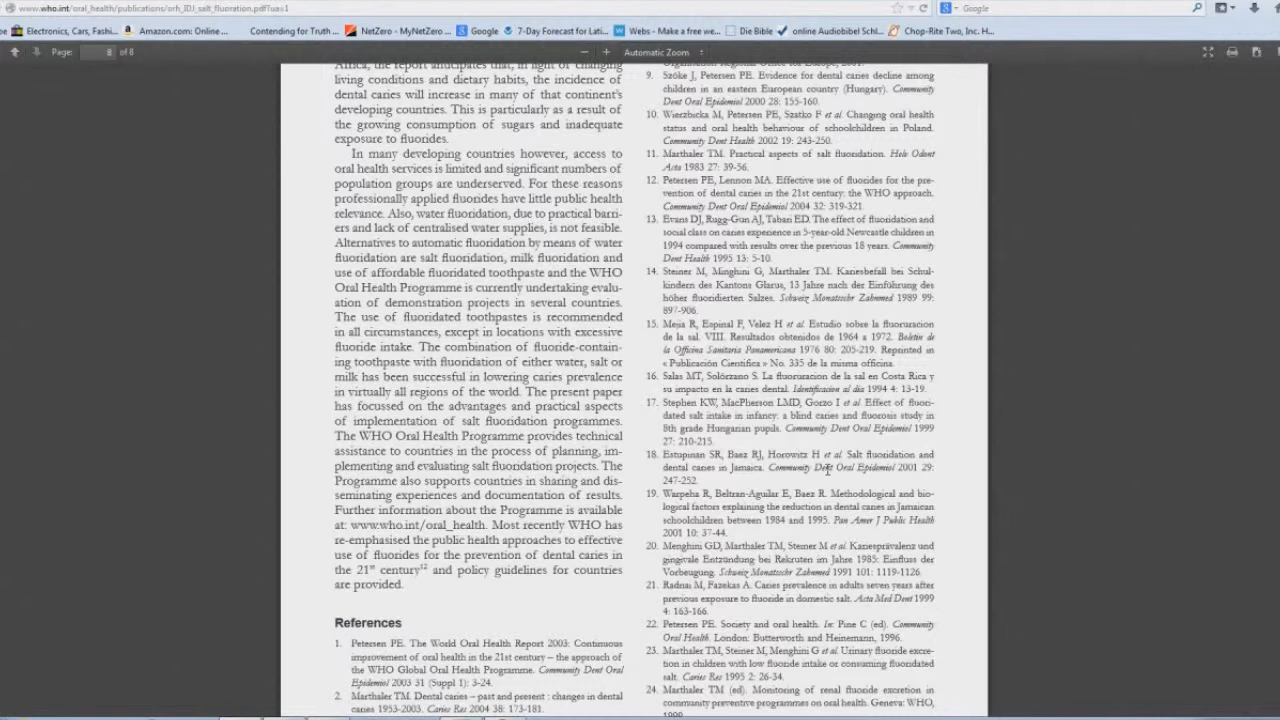 www.who.int/oral_health/publications/orh_IDJ_salt_fluoration.pdf?ua=1
Google
Electronics, Cars, Fashi...
Amazon.com: Online ...
Contending for Truth ...
NetZero - MyNetZero ...
Google
7-Day Forecast for Lati...
Webs - Make a free we...
Die Bible
online Audiobibel Schl...
Chop-Rite Two, Inc. H...
Page: 8 of 8
Automatic Zoom
Africa, the report anticipates that, in light of changing
living conditions and dietary habits, the incidence of
dental caries will increase in many of that continent's
developing countries. This is particularly as a result of
the growing consumption of sugars and inadequate
exposure to fluorides.
In many developing countries however, access to
oral health services is limited and significant numbers of
population groups are underserved. For these reasons
professionally applied fluorides have little public health
relevance. Also, water fluoridation, due to practical barri-
ers and lack of centralised water supplies, is not feasible.
Alternatives to automatic fluoridation by means of water
fluoridation are salt fluoridation, milk fluoridation and
use of affordable fluoridated toothpaste and the WHO
Oral Health Programme is currently undertaking evalu-
ation of demonstration projects in several countries.
The use of fluoridated toothpastes is recommended
in all circumstances, except in locations with excessive
fluoride intake. The combination of fluoride-contain-
ing toothpaste with fluoridation of either water, salt or
milk has been successful in lowering caries prevalence
in virtually all regions of the world. The present paper
has focussed on the advantages and practical aspects
of implementation of salt fluoridation programmes.
The WHO Oral Health Programme provides technical
assistance to countries in the process of planning, im-
plementing and evaluating salt fluoridation projects. The
Programme also supports countries in sharing and dis-
seminating experiences and documentation of results.
Further information about the Programme is available
at: www.who.int/oral_health. Most recently WHO has
re-emphasised the public health approaches to effective
use of fluorides for the prevention of dental caries in
the 21st century12 and policy guidelines for countries
are provided.
References
1. Petersen PE. The World Oral Health Report 2003: Continuous
improvement of oral health in the 21st century – the approach of
the WHO Global Oral Health Programme. Community Dent Oral
Epidemiol 2003 31 (Suppl 1): 3-24.
2. Marthaler TM. Dental caries – past and present : changes in dental
caries 1953-2003. Caries Res 2004 38: 173-181.
Organisation Regional Office for Europe, 2001.
9. Szöke J, Petersen PE. Evidence for dental caries decline among
children in an eastern European country (Hungary). Community
Dent Oral Epidemiol 2000 28: 155-160.
10. Wierzbicka M, Petersen PE, Szatko F et al. Changing oral health
status and oral health behaviour of schoolchildren in Poland.
Community Dent Health 2002 19: 243-250.
11. Marthaler TM. Practical aspects of salt fluoridation. Helv Odont
Acta 1983 27: 39-56.
12. Petersen PE, Lennon MA. Effective use of fluorides for the pre-
vention of dental caries in the 21st century: the WHO approach.
Community Dent Oral Epidemiol 2004 32: 319-321.
13. Evans DJ, Rugg-Gun AJ, Tabari ED. The effect of fluoridation and
social class on caries experience in 5-year-old Newcastle children in
1994 compared with results over the previous 18 years. Community
Dent Health 1995 13: 5-10.
14. Steiner M, Minghini G, Marthaler TM. Kariesbefall bei Schul-
kindern des Kantons Glarus, 13 Jahre nach der Einführung des
höher fluoridierten Salzes. Schweiz Monatsschr Zahnmed 1989 99:
897-906.
15. Mejia R, Espinal F, Velez H et al. Estudio sobre la fluoruracion
de la sal. VIII. Resultados obtenidos de 1964 a 1972. Boletin de
la Officina Sanitaria Panamericana 1976 80: 205-219. Reprinted in
« Publicación Cientifica » No. 335 de la misma officina.
16. Salas MT, Solórzano S. La fluoruracion de la sal en Costa Rica y
su impacto en la caries dental. Identificacion al dia 1994 4: 13-19.
17. Stephen KW, MacPherson LMD, Gorzo I et al. Effect of fluori-
dated salt intake in infancy: a blind caries and fluorosis study in
8th grade Hungarian pupils. Community Dent Oral Epidemiol 1999
27: 210-215.
18. Estupinan SR, Baez RJ, Horowitz H et al. Salt fluoridation and
dental caries in Jamaica. Community Dent Oral Epidemiol 2001 29:
247-252.
19. Warpeha R, Beltran-Aguilar E, Baez R. Methodological and bio-
logical factors explaining the reduction in dental caries in Jamaican
schoolchildren between 1984 and 1995. Pan Amer J Public Health
2001 10: 37-44.
20. Menghini GD, Marthaler TM, Steiner M et al. Kariesprävalenz und
gingivale Entzündung bei Rekruten im Jahre 1985: Einfluss der
Vorbeugung. Schweiz Monatsschr Zahnmed 1991 101: 1119-1126.
21. Radnai M, Fazekas A. Caries prevalence in adults seven years after
previous exposure to fluoride in domestic salt. Acta Med Dent 1999
4: 163-166.
22. Petersen PE. Society and oral health. In: Pine C (ed). Community
Oral Health. London: Butterworth and Heinemann, 1996.
23. Marthaler TM, Steiner M, Menghini G et al. Urinary fluoride excre-
tion in children with low fluoride intake or consuming fluoridated
salt. Caries Res 1995 2: 26-34.
24. Marthaler TM (ed). Monitoring of renal fluoride excretion in
community preventive programmes on oral health. Geneva: WHO,
1999.